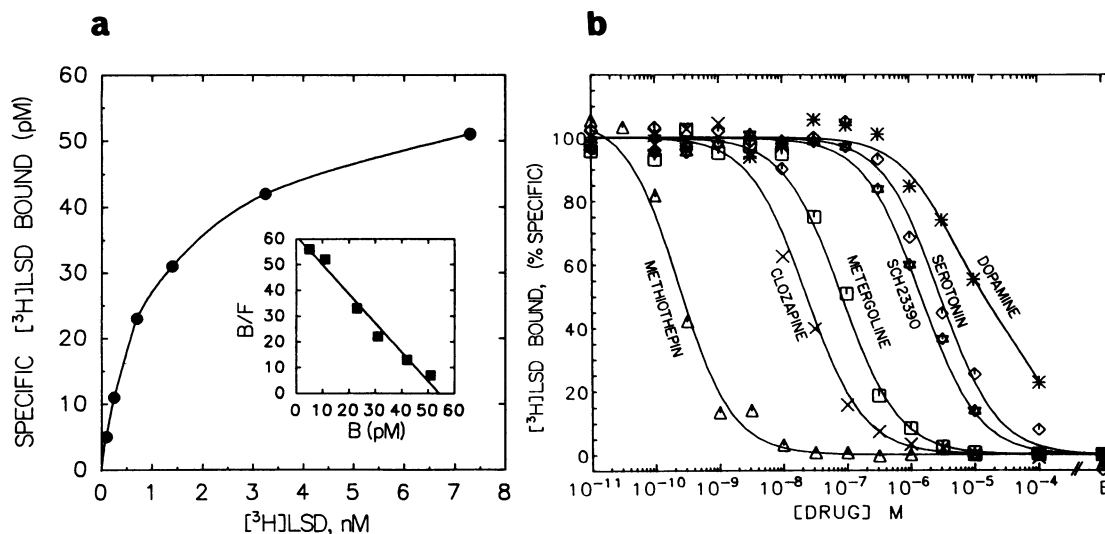 a
SPECIFIC [³H]LSD BOUND (pM)
60
50
40
30
20
10
0
0 1 2 3 4 5 6 7 8
[³H]LSD, nM
B/F
60
50
40
30
20
10
0
0 10 20 30 40 50 60
B (pM)
b
[³H]LSD BOUND, (% SPECIFIC)
100
80
60
40
20
0
METHIOTHEPIN
CLOZAPINE
METERGOLINE
SCH23390
SEROTONIN
DOPAMINE
10⁻¹¹ 10⁻¹⁰ 10⁻⁹ 10⁻⁸ 10⁻⁷ 10⁻⁶ 10⁻⁵ 10⁻⁴
[DRUG] M